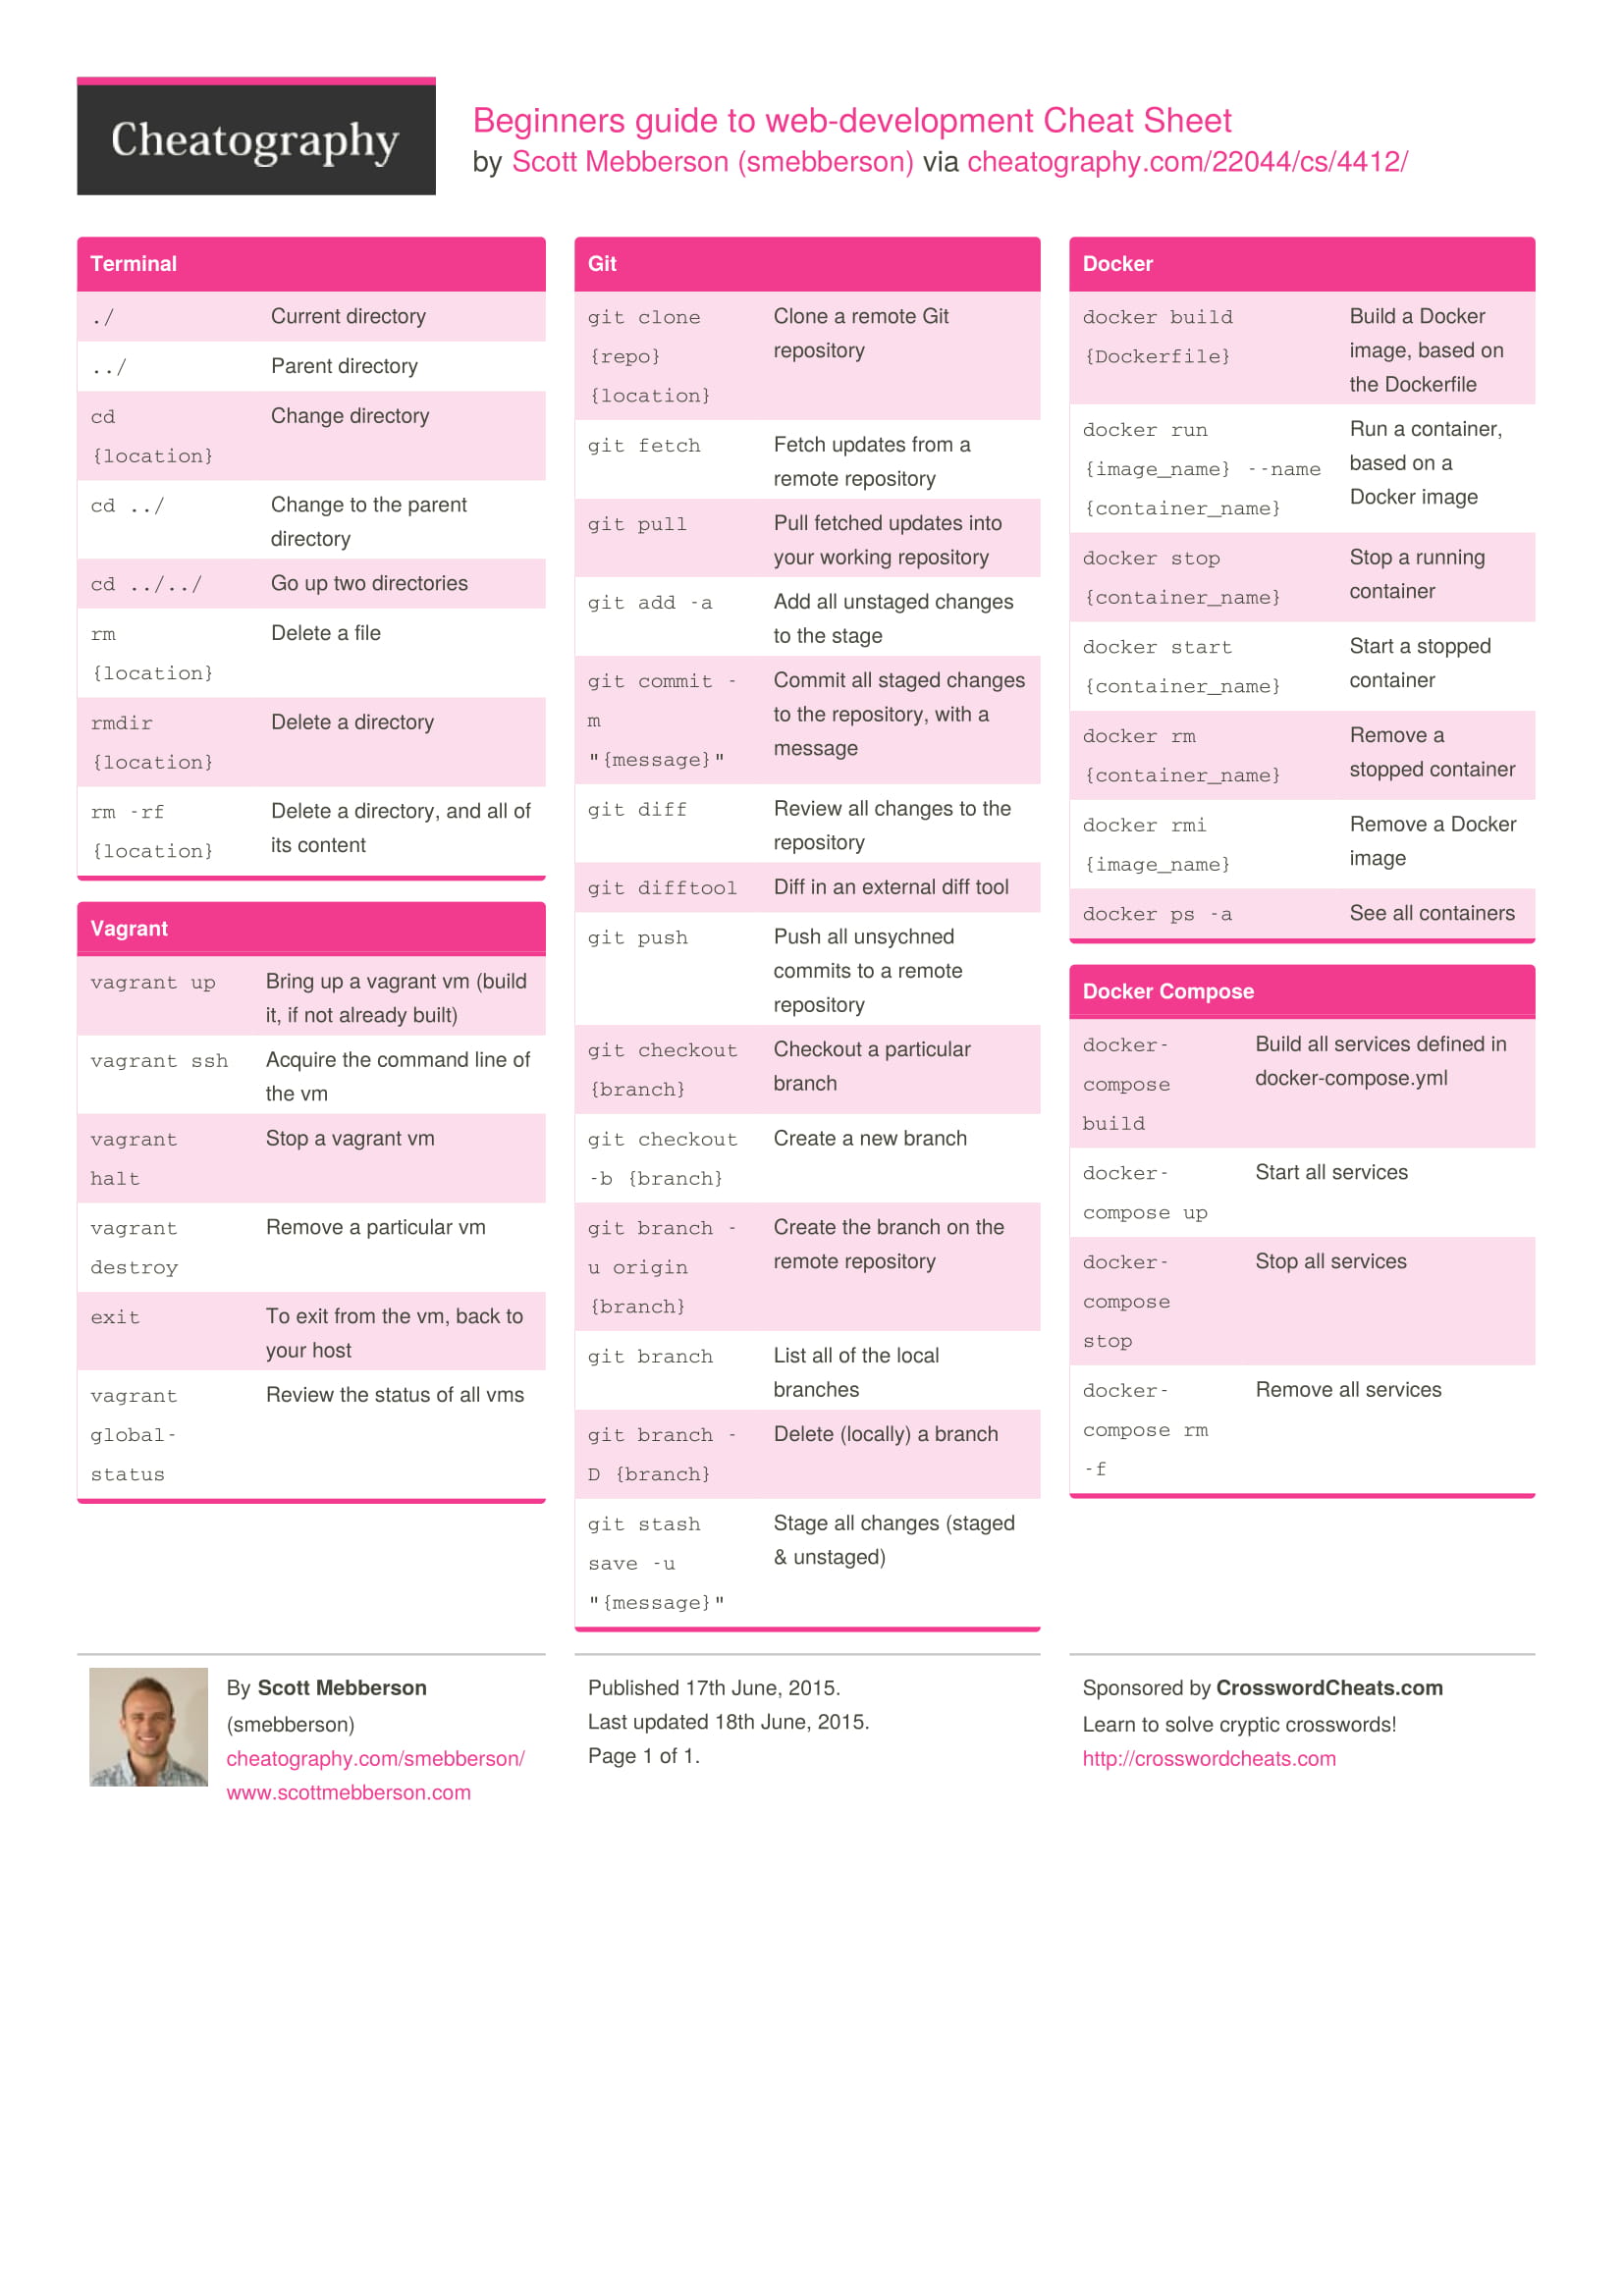 Cheatography
Beginners guide to web-development Cheat Sheet
by Scott Mebberson (smebberson) via cheatography.com/22044/cs/4412/
Terminal
./ Current directory
../ Parent directory
cd Change directory
{location}
cd ../ Change to the parent
directory
cd ../../ Go up two directories
rm Delete a file
{location}
rmdir Delete a directory
{location}
rm -rf Delete a directory, and all of
{location} its content
Vagrant
vagrant up Bring up a vagrant vm (build
it, if not already built)
vagrant ssh Acquire the command line of
the vm
vagrant Stop a vagrant vm
halt
vagrant Remove a particular vm
destroy
exit To exit from the vm, back to
your host
vagrant Review the status of all vms
global-
status
Git
git clone Clone a remote Git
{repo} repository
{location}
git fetch Fetch updates from a
remote repository
git pull Pull fetched updates into
your working repository
git add -a Add all unstaged changes
to the stage
git commit - Commit all staged changes
m to the repository, with a
"{message}" message
git diff Review all changes to the
repository
git difftool Diff in an external diff tool
git push Push all unsychned
commits to a remote
repository
git checkout Checkout a particular
{branch} branch
git checkout Create a new branch
-b {branch}
git branch - Create the branch on the
u origin remote repository
{branch}
git branch List all of the local
branches
git branch - Delete (locally) a branch
D {branch}
git stash Stage all changes (staged
save -u & unstaged)
"{message}"
Docker
docker build Build a Docker
{Dockerfile} image, based on
the Dockerfile
docker run Run a container,
{image_name} --name based on a
{container_name} Docker image
docker stop Stop a running
{container_name} container
docker start Start a stopped
{container_name} container
docker rm Remove a
{container_name} stopped container
docker rmi Remove a Docker
{image_name} image
docker ps -a See all containers
Docker Compose
docker- Build all services defined in
compose docker-compose.yml
build
docker- Start all services
compose up
docker- Stop all services
compose
stop
docker- Remove all services
compose rm
-f
By Scott Mebberson
(smebberson)
cheatography.com/smebberson/
www.scottmebberson.com
Published 17th June, 2015.
Last updated 18th June, 2015.
Page 1 of 1.
Sponsored by CrosswordCheats.com
Learn to solve cryptic crosswords!
http://crosswordcheats.com